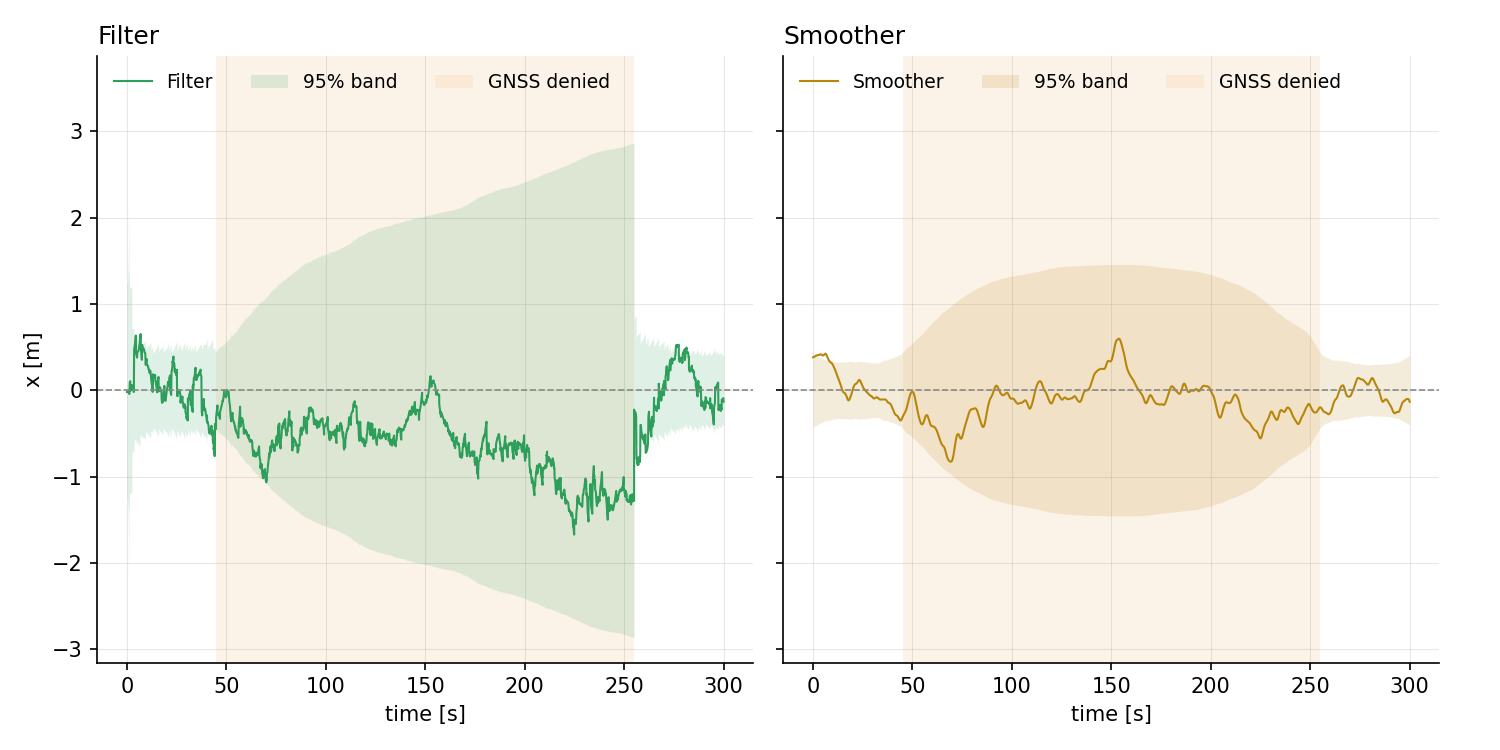 Filter
Smoother
Filter 95% band GNSS denied
Smoother 95% band GNSS denied
x [m]
3
2
1
0
−1
−2
−3
0 50 100 150 200 250 300
0 50 100 150 200 250 300
time [s]
time [s]